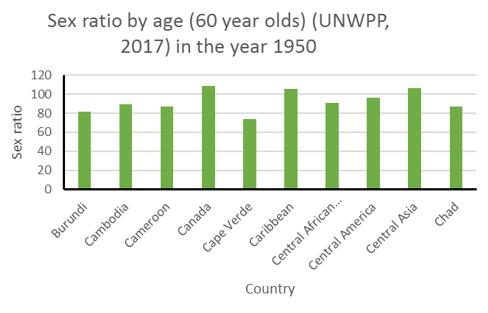 Sex ratio by age (60 year olds) (UNWPP,
2017) in the year 1950
120
100
80
60
40
20
0
Sex ratio
Burundi
Cambodia
Cameroon
Canada
Cape Verde
Caribbean
Central African...
Central America
Central Asia
Chad
Country